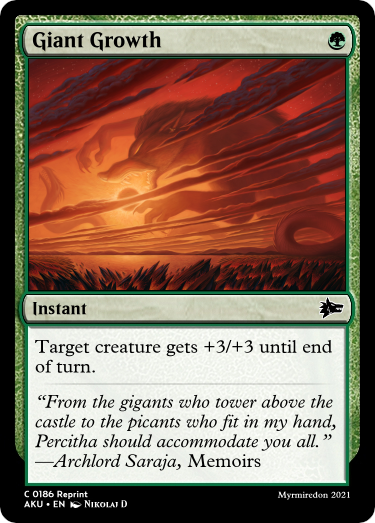 Giant Growth
Instant
Target creature gets +3/+3 until end
of turn.
“From the gigants who tower above the
castle to the picants who fit in my hand,
Percitha should accommodate you all.”
—Archlord Saraja, Memoirs
C 0186 Reprint
AKU • EN Nikolaj D
Myrmiredon 2021